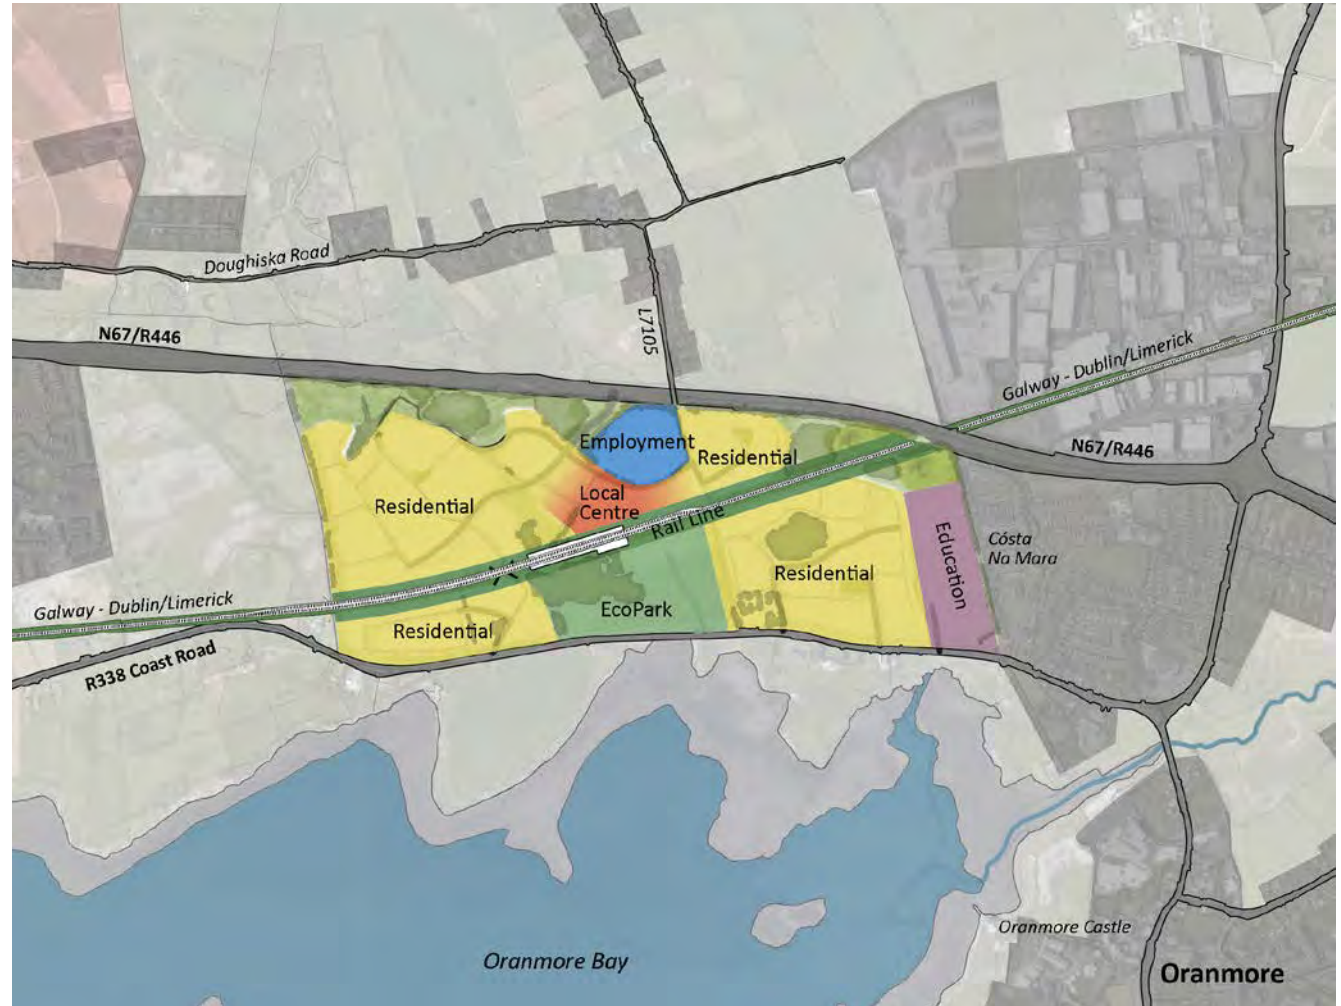 Doughiska Road
N67/R446
L7105
Galway - Dublin/Limerick
N67/R446
Employment
Residential
Residential
Local
Centre
Rail Line
Education
Cósta
Na Mara
Residential
Galway - Dublin/Limerick
EcoPark
Residential
R338 Coast Road
Oranmore Castle
Oranmore Bay
Oranmore